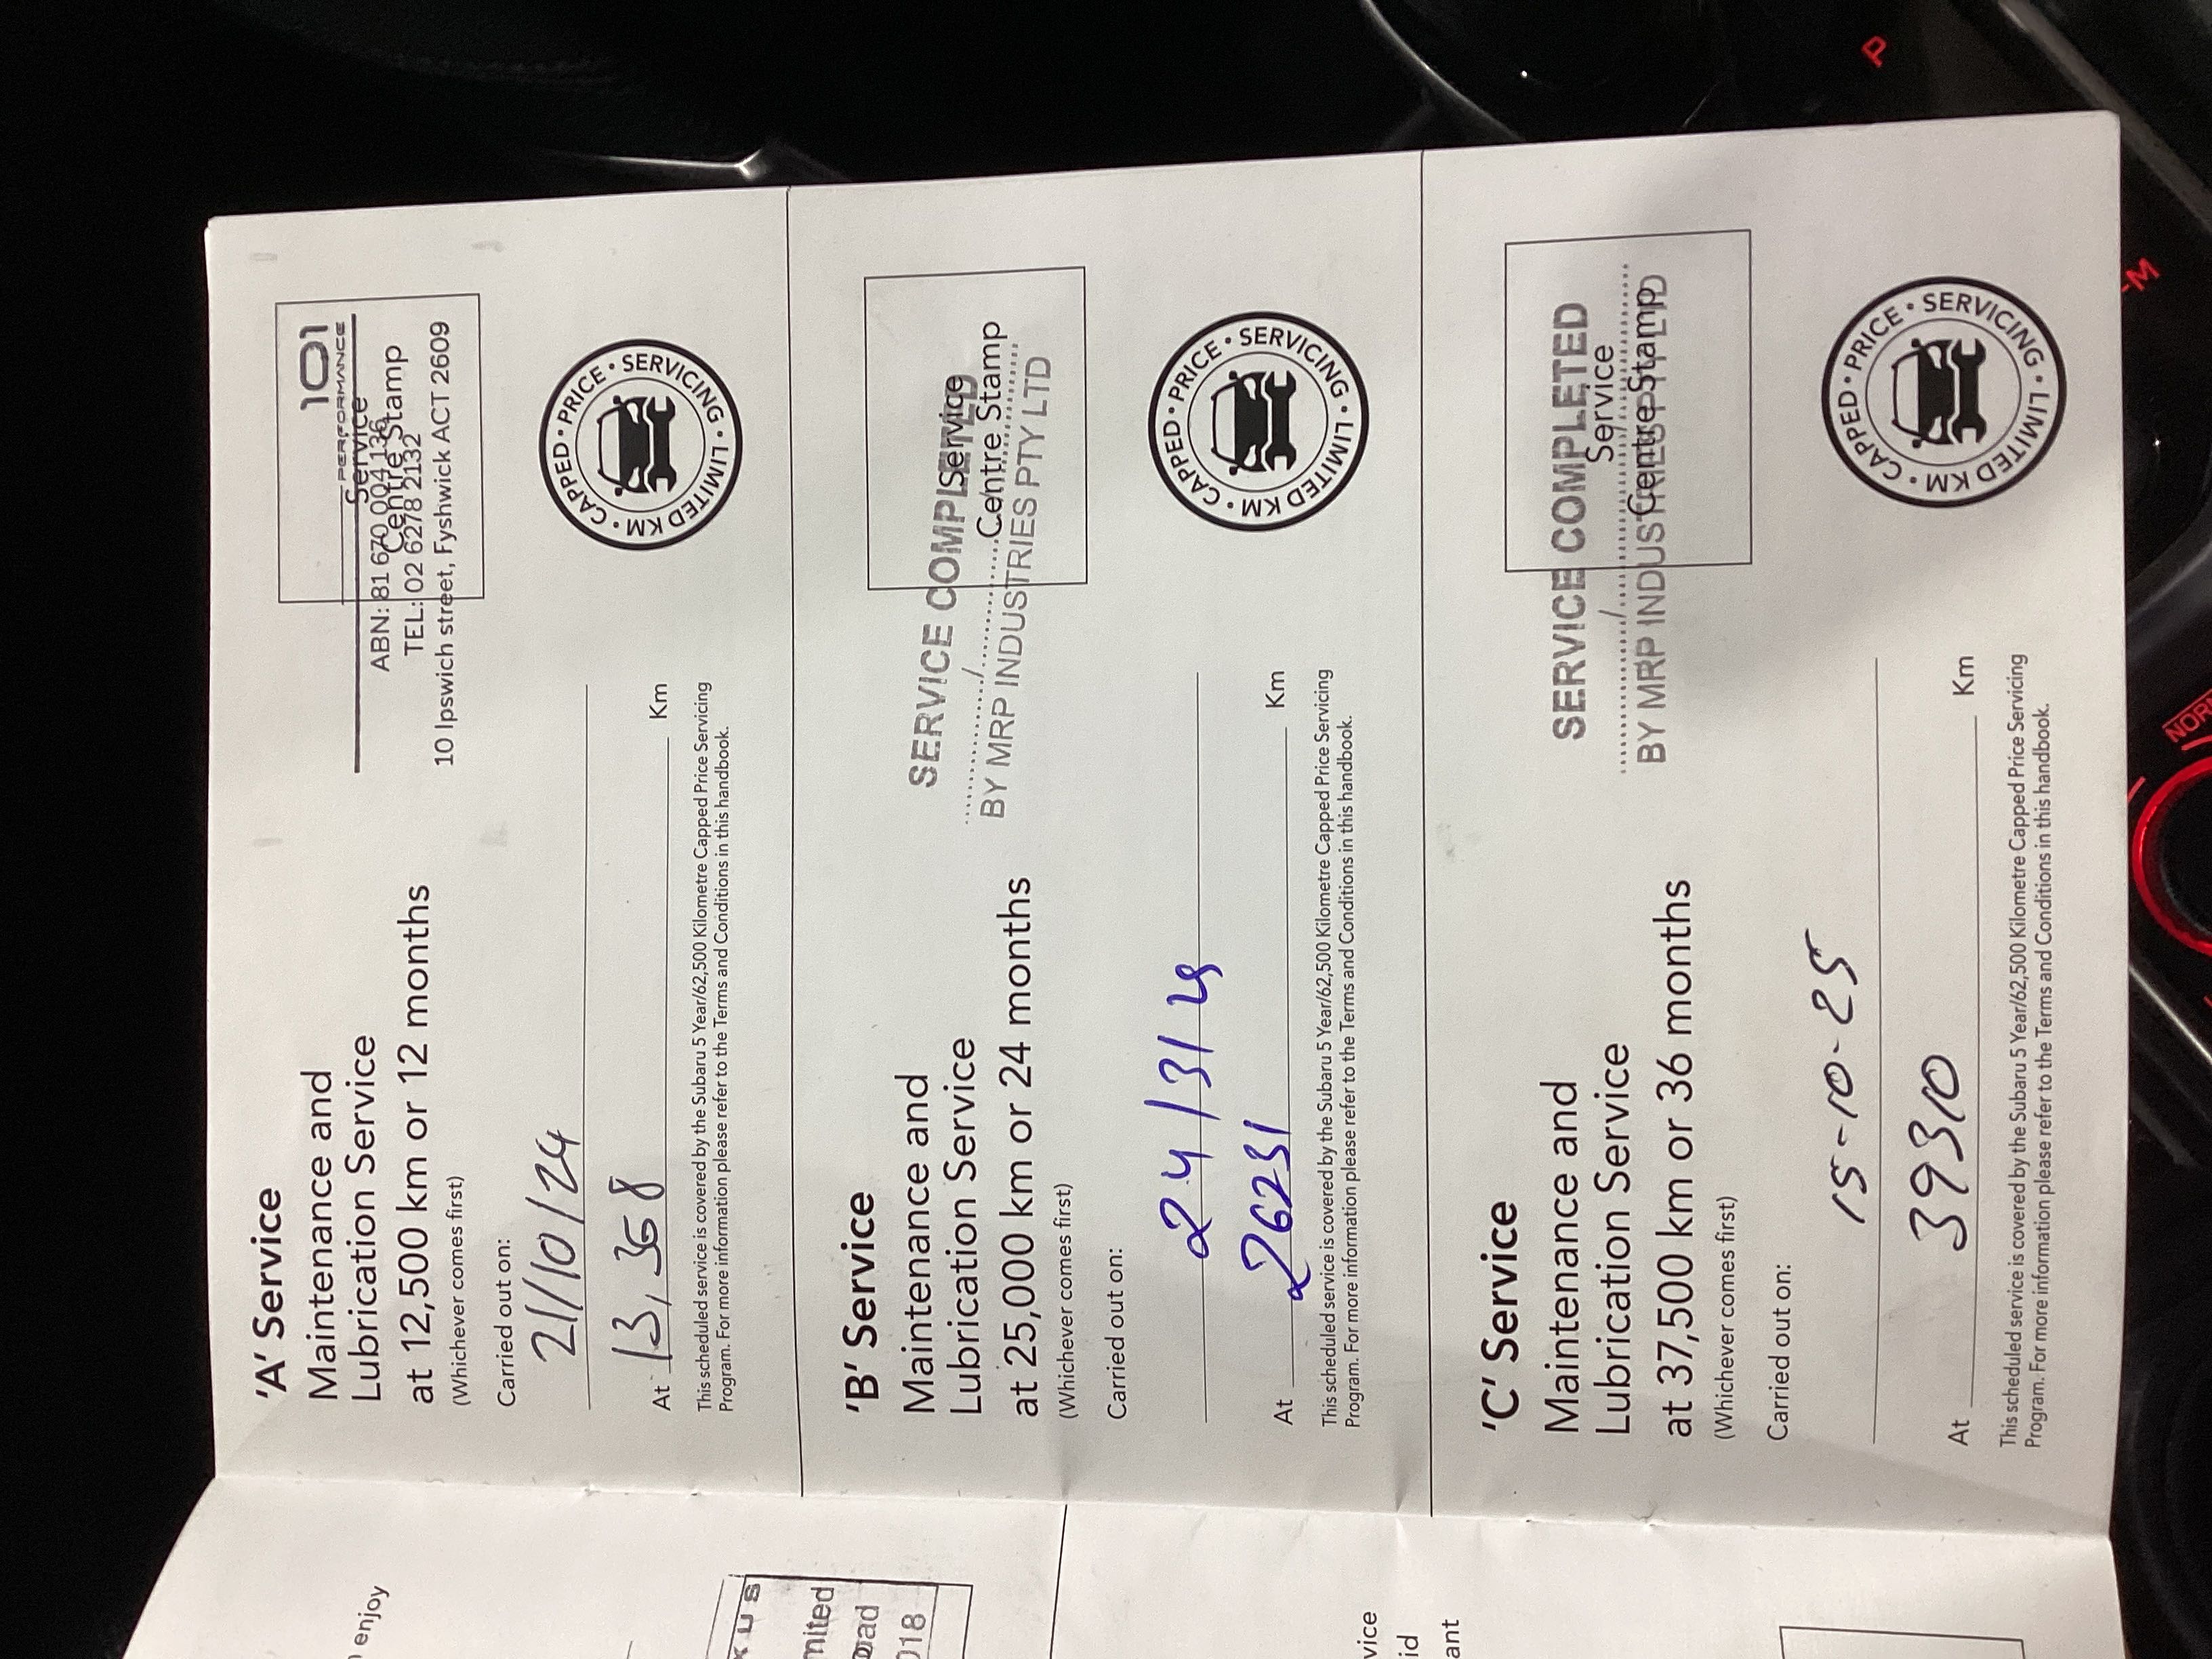 'A' Service
Maintenance and
Lubrication Service
at 12,500 km or 12 months
(Whichever comes first)
Carried out on:
21/10/24
At 13,368 Km
This scheduled service is covered by the Subaru 5 Year/62,500 Kilometre Capped Price Servicing
Program. For more information please refer to the Terms and Conditions in this handbook.
101
PERFORMANCE
Service
Centre Stamp
ABN: 81 670 004 136
TEL: 02 6278 2132
10 Ipswich street, Fyshwick ACT 2609
CAPPED • PRICE • SERVICING • LIMITED KM •
'B' Service
Maintenance and
Lubrication Service
at 25,000 km or 24 months
(Whichever comes first)
Carried out on:
24/3/25
At 26231 Km
This scheduled service is covered by the Subaru 5 Year/62,500 Kilometre Capped Price Servicing
Program. For more information please refer to the Terms and Conditions in this handbook.
SERVICE COMPLETED
Service
Centre Stamp
BY MRP INDUSTRIES PTY LTD
CAPPED • PRICE • SERVICING • LIMITED KM •
'C' Service
Maintenance and
Lubrication Service
at 37,500 km or 36 months
(Whichever comes first)
Carried out on:
15-10-25
At 39310 Km
This scheduled service is covered by the Subaru 5 Year/62,500 Kilometre Capped Price Servicing
Program. For more information please refer to the Terms and Conditions in this handbook.
SERVICE COMPLETED
Service
Centre Stamp
BY MRP INDUSTRIES PTY LTD
CAPPED • PRICE • SERVICING • LIMITED KM •
enjoy
P
M